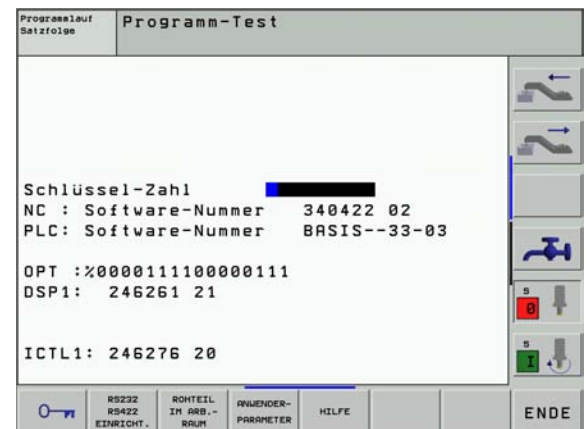 Programmlauf
Satzfolge
Programm-Test
Schlüssel-Zahl
NC : Software-Nummer 340422 02
PLC: Software-Nummer BASIS--33-03
OPT :%0000111100000111
DSP1: 246261 21
ICTL1: 246276 20
S
0
S
I
RS232
RS422
EINRICHT.
ROHTEIL
IM ARB.-
RAUM
ANWENDER-
PARAMETER
HILFE
ENDE